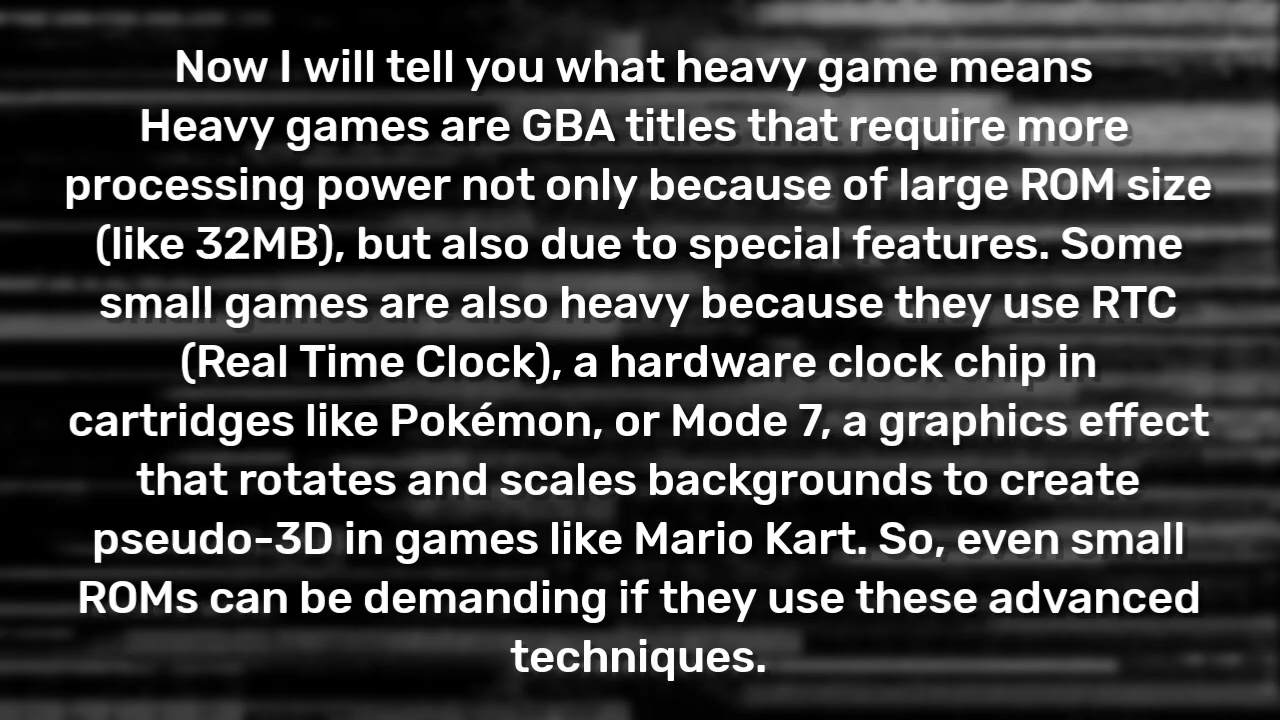 Now I will tell you what heavy game means
Heavy games are GBA titles that require more
processing power not only because of large ROM size
(like 32MB), but also due to special features. Some
small games are also heavy because they use RTC
(Real Time Clock), a hardware clock chip in
cartridges like Pokémon, or Mode 7, a graphics effect
that rotates and scales backgrounds to create
pseudo-3D in games like Mario Kart. So, even small
ROMs can be demanding if they use these advanced
techniques.